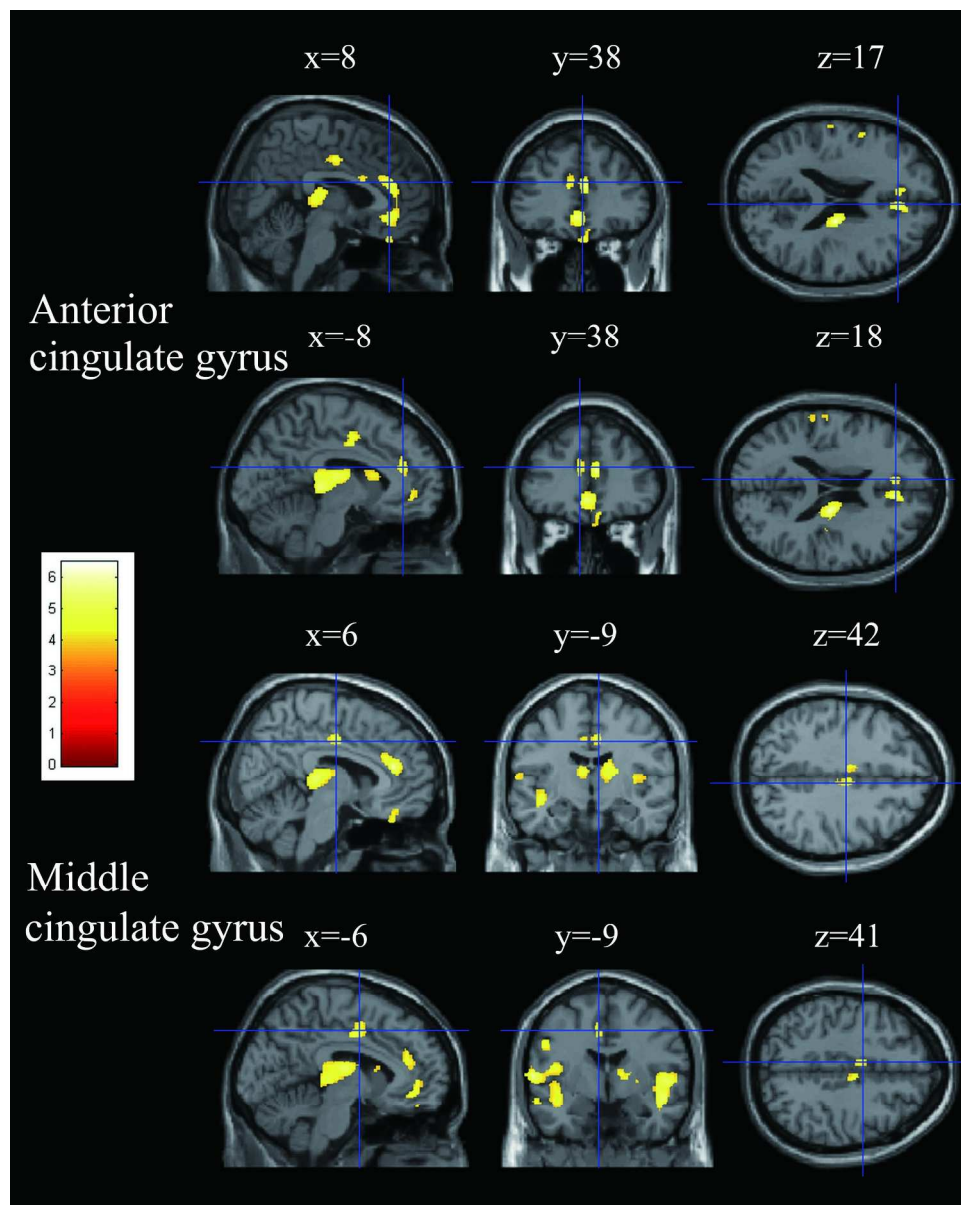 x=8 y=38 z=17
Anterior
cingulate gyrus
x=-8 y=38 z=18
6
5
4
3
2
1
0
x=6 y=-9 z=42
Middle
cingulate gyrus
x=-6 y=-9 z=41